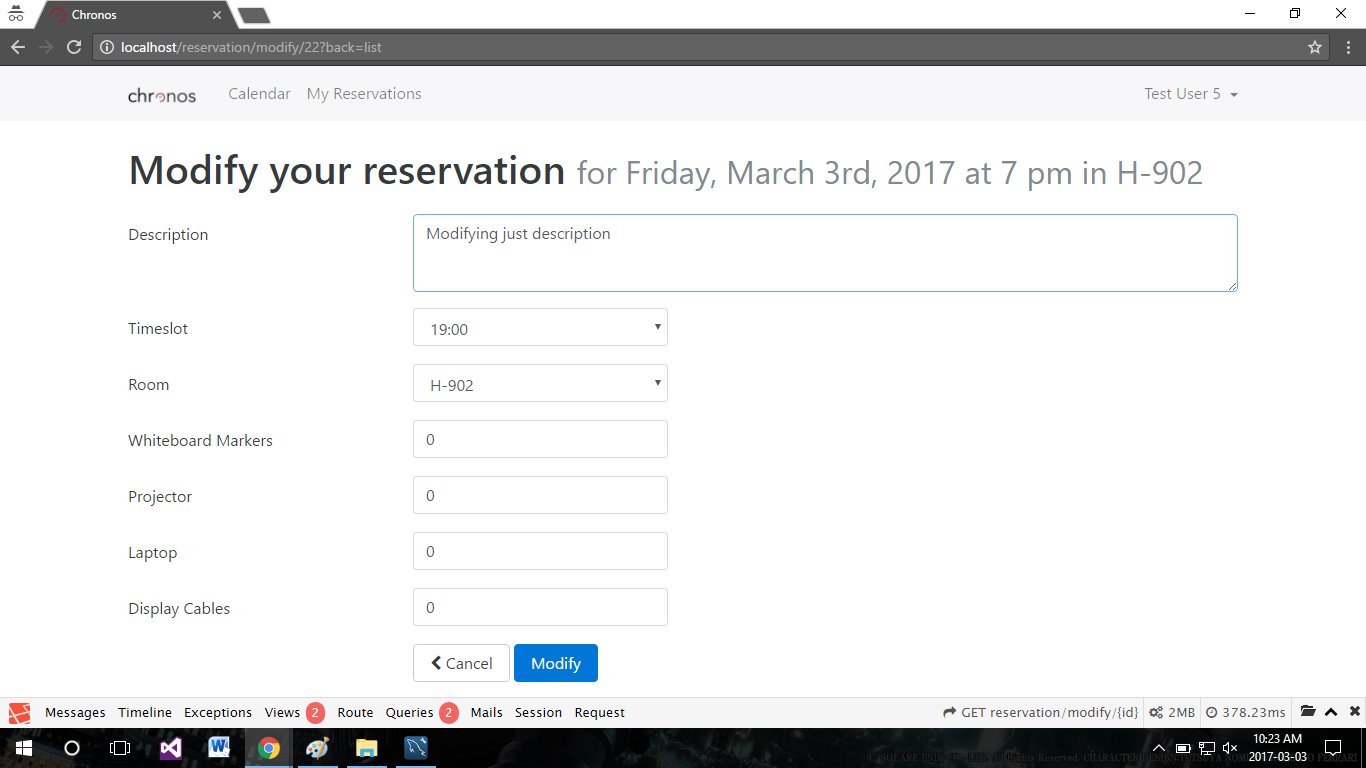 Chronos
localhost/reservation/modify/22?back=list
chronos Calendar My Reservations Test User 5
Modify your reservation for Friday, March 3rd, 2017 at 7 pm in H-902
Description Modifying just description
Timeslot 19:00
Room H-902
Whiteboard Markers 0
Projector 0
Laptop 0
Display Cables 0
Cancel Modify
Messages Timeline Exceptions Views 2 Route Queries 2 Mails Session Request GET reservation/modify/{id} 2MB 378.23ms
10:23 AM
2017-03-03